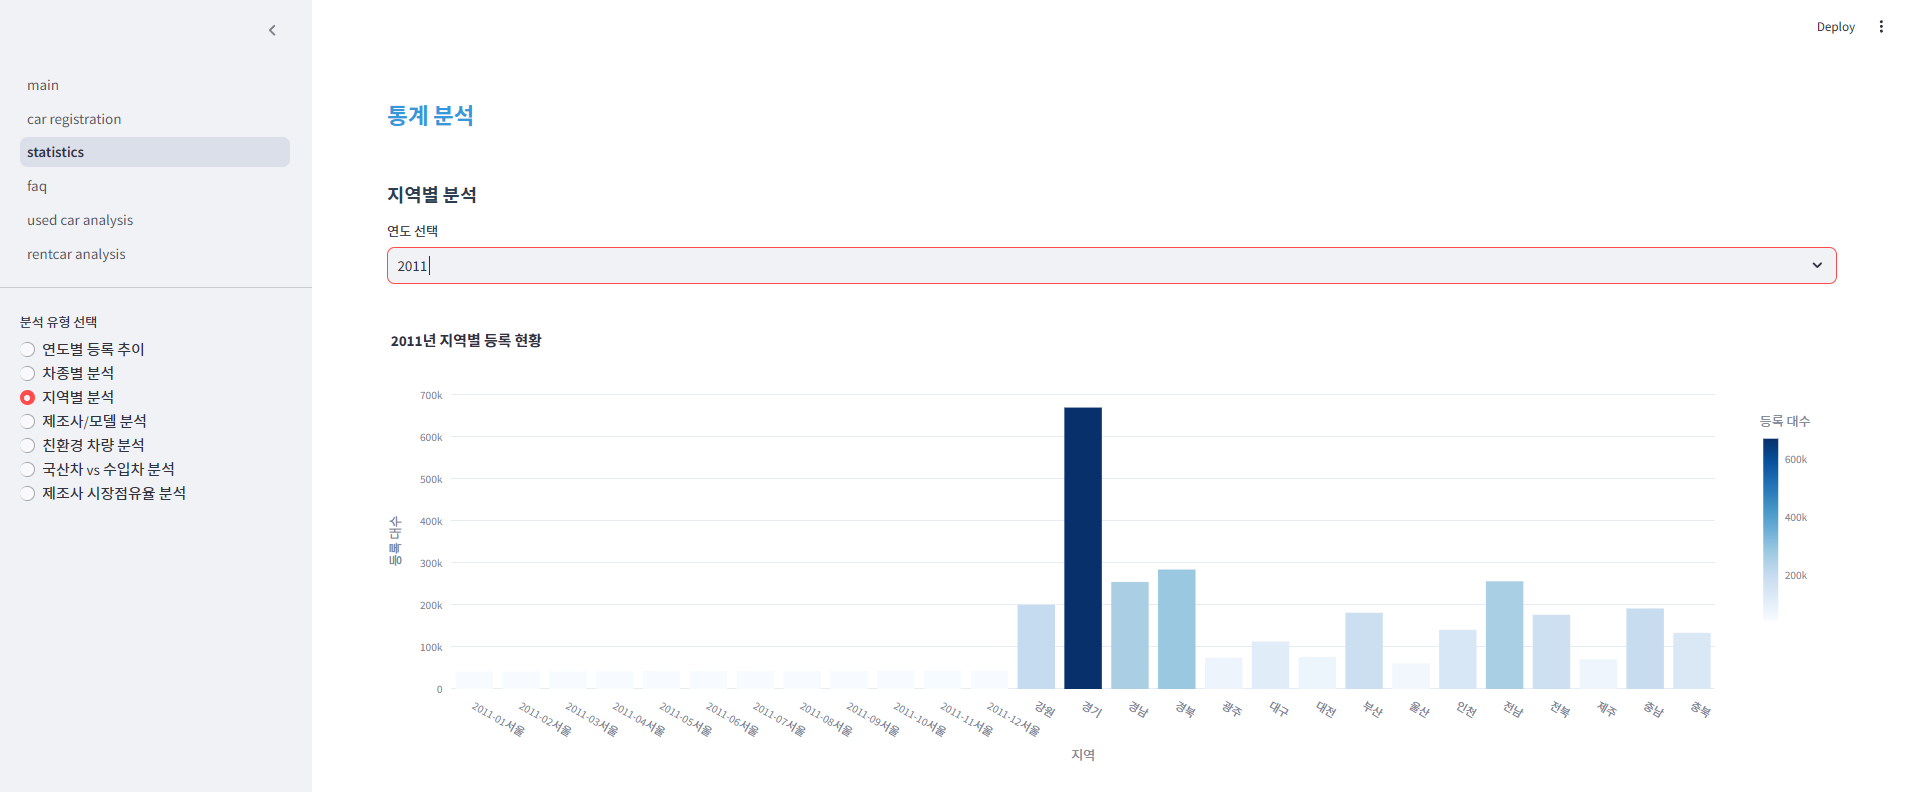 Deploy
main
car registration
statistics
faq
used car analysis
rentcar analysis
분석 유형 선택
연도별 등록 추이
차종별 분석
지역별 분석
제조사/모델 분석
친환경 차량 분석
국산차 vs 수입차 분석
제조사 시장점유율 분석
통계 분석
지역별 분석
연도 선택
2011
2011년 지역별 등록 현황
등록 대수
700k
600k
500k
400k
300k
200k
100k
0
2011-01서울
2011-02서울
2011-03서울
2011-04서울
2011-05서울
2011-06서울
2011-07서울
2011-08서울
2011-09서울
2011-10서울
2011-11서울
2011-12서울
강원
경기
경남
경북
광주
대구
대전
부산
울산
인천
전남
전북
제주
충남
충북
지역
등록 대수
600k
400k
200k